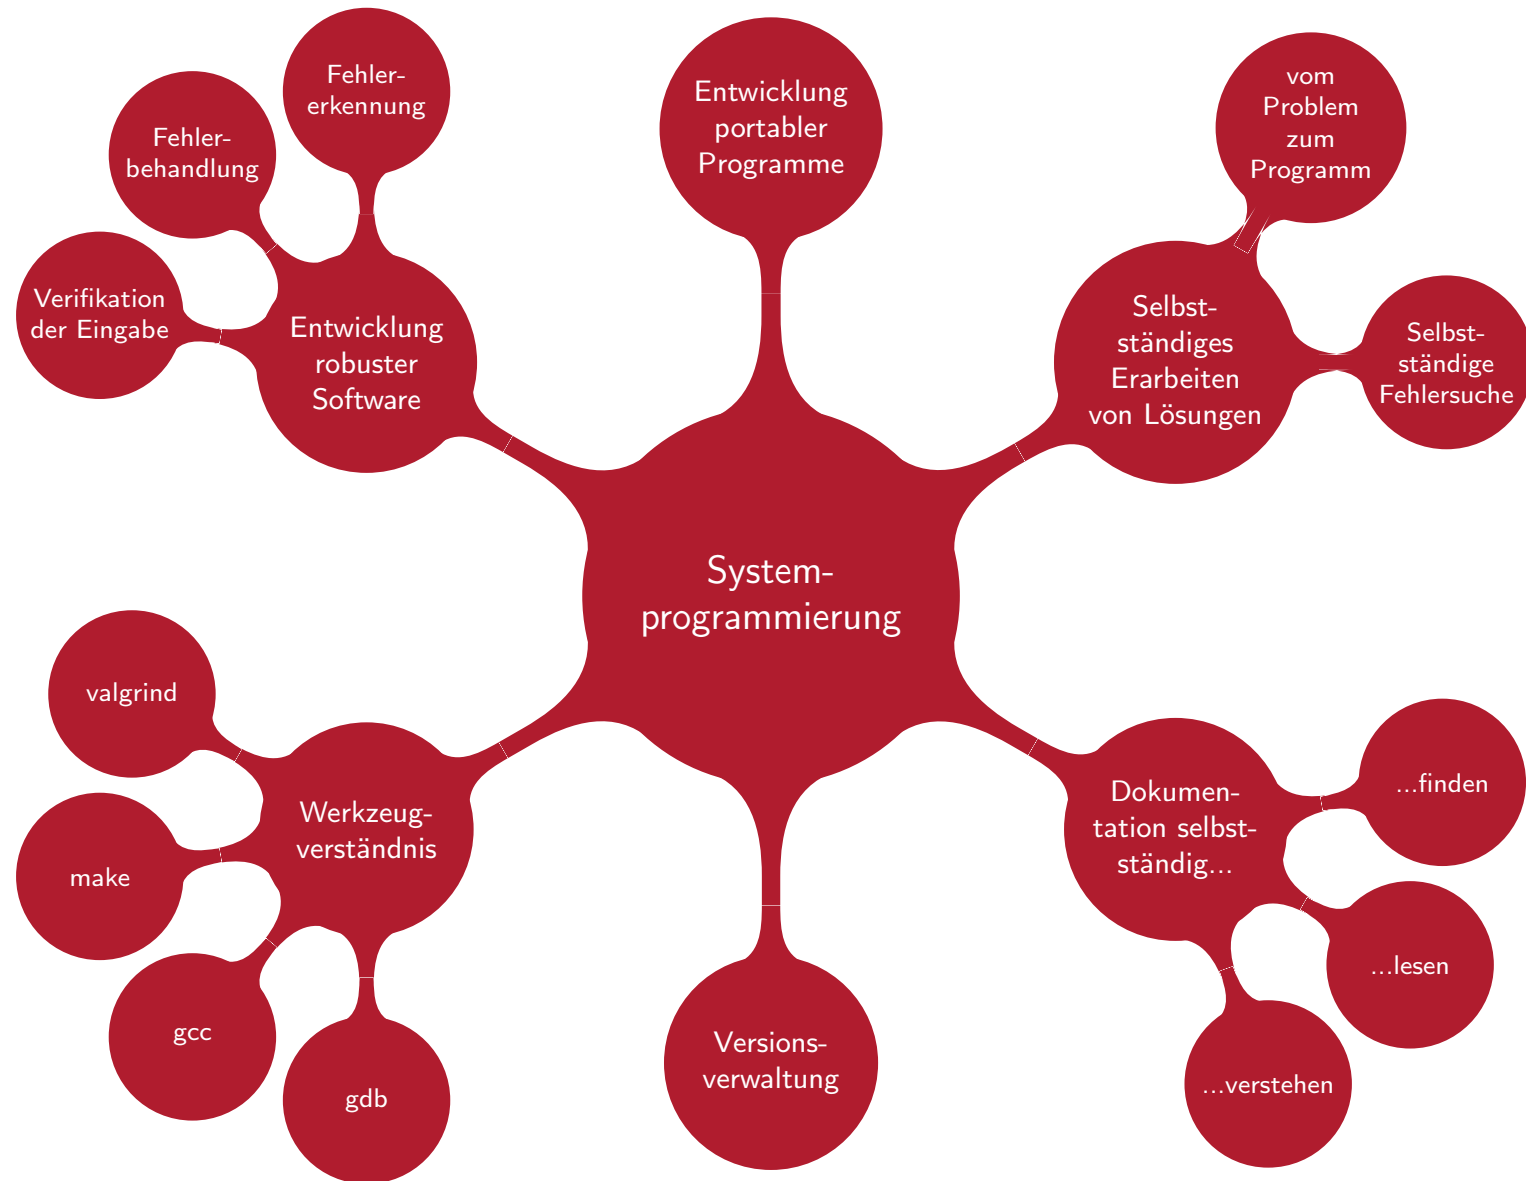 Fehler-
erkennung
Fehler-
behandlung
Verifikation
der Eingabe
Entwicklung
robuster
Software
Entwicklung
portabler
Programme
vom
Problem
zum
Programm
Selbst-
ständiges
Erarbeiten
von Lösungen
Selbst-
ständige
Fehlersuche
System-
programmierung
valgrind
make
gcc
gdb
Werkzeug-
verständnis
Versions-
verwaltung
Dokumen-
tation selbst-
ständig...
...finden
...lesen
...verstehen